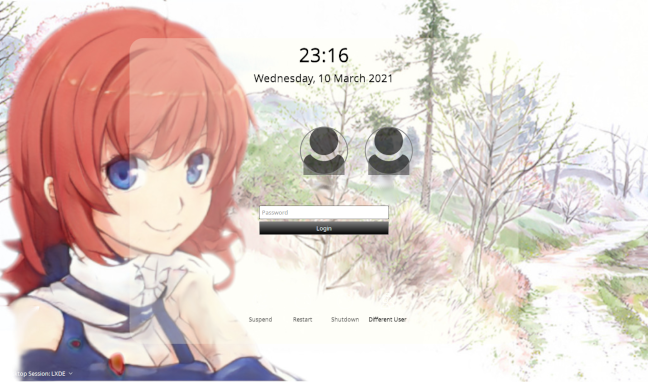 23:16
Wednesday, 10 March 2021
Password
Login
Suspend Restart Shutdown Different User
Session: LXDE